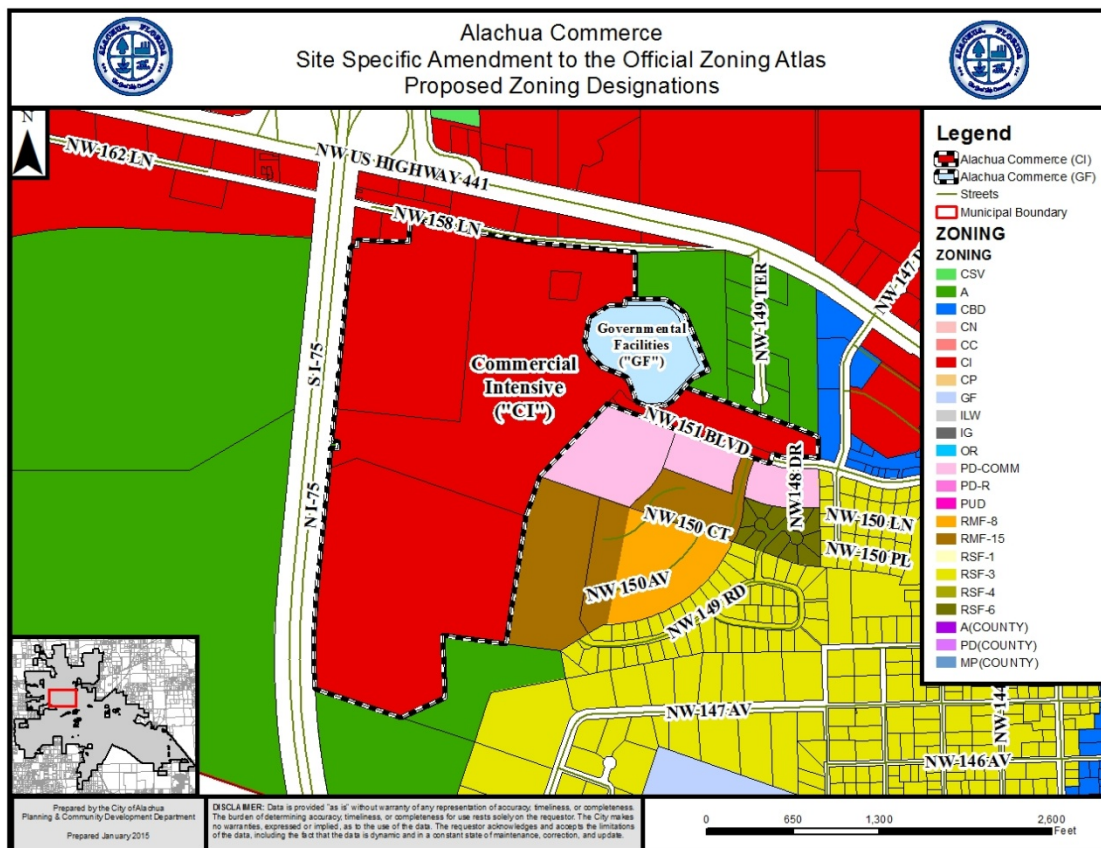 Alachua Commerce
Site Specific Amendment to the Official Zoning Atlas
Proposed Zoning Designations
ALACHUA, FLORIDA
ALACHUA, FLORIDA
N
NW 162 LN
NW US HIGHWAY 441
NW 158 LN
S I-75
N I-75
NW 149 TER
Governmental
Facilities
("GF")
Commercial
Intensive
("CI")
NW 151 BLVD
NW 148 DR
NW 150 CT
NW 150 LN
NW 150 PL
NW 150 AV
NW 149 RD
NW 147 AV
NW 146 AV
NW 144
Legend
Alachua Commerce (CI)
Alachua Commerce (GF)
Streets
Municipal Boundary
ZONING
ZONING
CSV
A
CBD
CN
CC
CI
CP
GF
ILW
IG
OR
PD-COMM
PD-R
PUD
RMF-8
RMF-15
RSF-1
RSF-3
RSF-4
RSF-6
A(COUNTY)
PD(COUNTY)
MP(COUNTY)
Prepared by the City of Alachua
Planning & Community Development Department
Prepared January 2015
DISCLAIMER: Data is provided "as is" without warranty of any representation of accuracy, timeliness, or completeness.
The burden of determining accuracy, timeliness, or completeness for use rests solely on the requestor. The City makes
no warranties, expressed or implied, as to the use of the data. The requestor acknowledges and accepts the limitations
of the data, including the fact that the data is dynamic and in a constant state of maintenance, correction, and update.
0 650 1,300 2,600
Feet